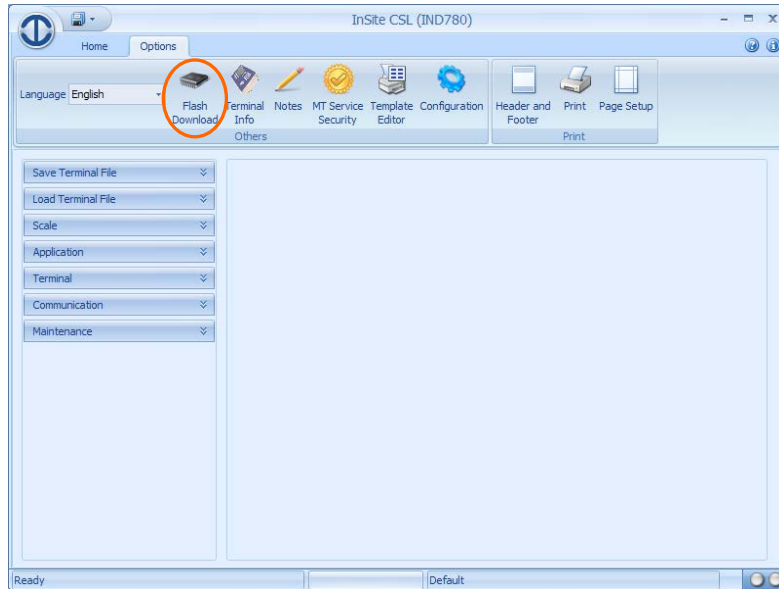 InSite CSL (IND780)
Home Options
Language English
Flash Download
Terminal Info
Notes
MT Service Security
Template Editor
Configuration
Header and Footer
Print
Page Setup
Others
Print
Save Terminal File
Load Terminal File
Scale
Application
Terminal
Communication
Maintenance
Ready
Default